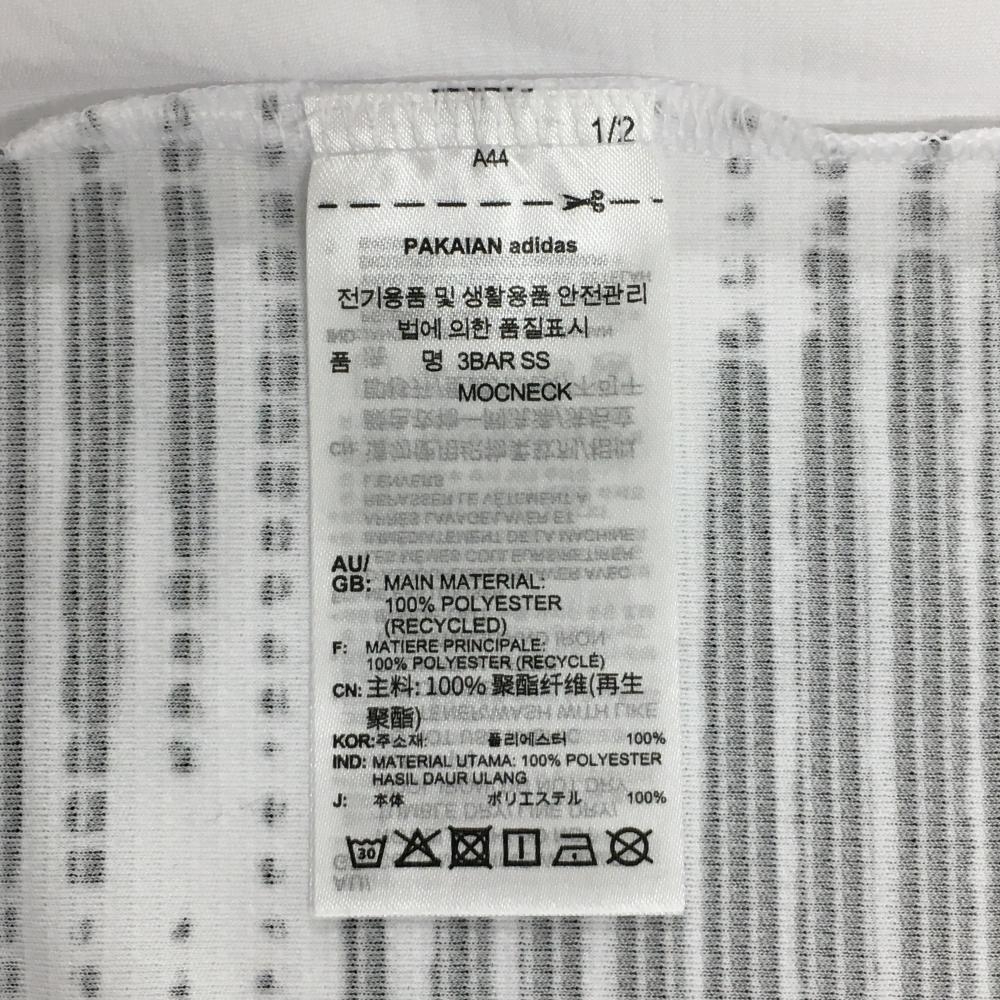 1/2
A44
PAKAIAN adidas
전기용품 및 생활용품 안전관리
법에 의한 품질표시
품 명 3BAR SS
MOCNECK
AU/
GB: MAIN MATERIAL:
100% POLYESTER
(RECYCLED)
F: MATIERE PRINCIPALE:
100% POLYESTER (RECYCLÉ)
CN: 主料: 100% 聚酯纤维(再生
聚酯)
KOR:주소재: 폴리에스터 100%
IND: MATERIAL UTAMA: 100% POLYESTER
HASIL DAUR ULANG
J: 本体 ポリエステル 100%
30